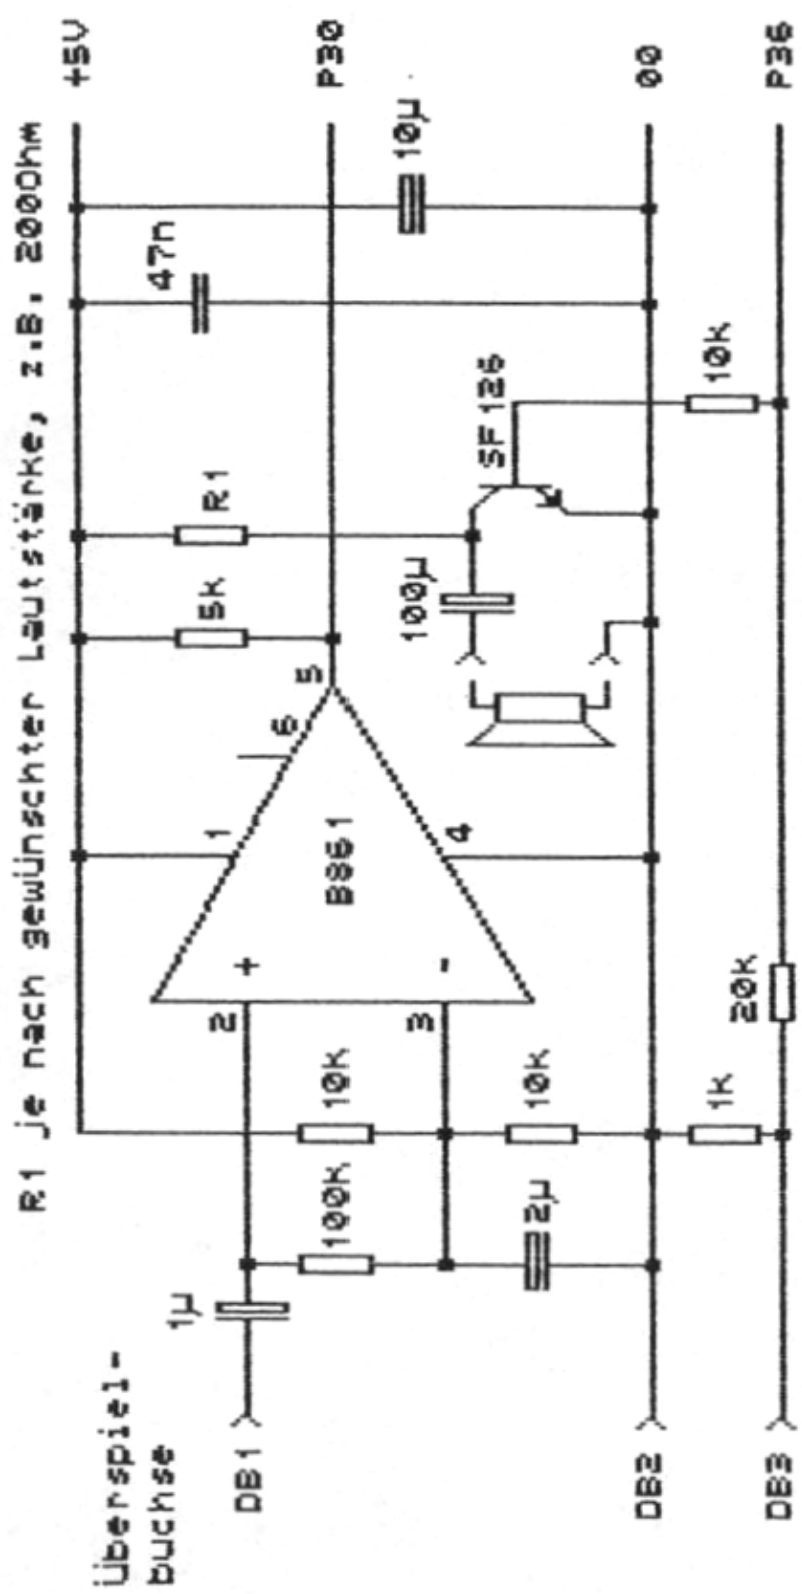 R1 je nach gewünschter Lautstärke, z.B. 200Ohm
+5V
47n
R1
5k
P30
10µ
Überspiel-
buchse
1µ
DB1
2
+
1
6
5
B861
100k
10k
3
-
4
100µ
SF126
2µ
10k
DB2
00
1k
20k
10k
DB3
P36